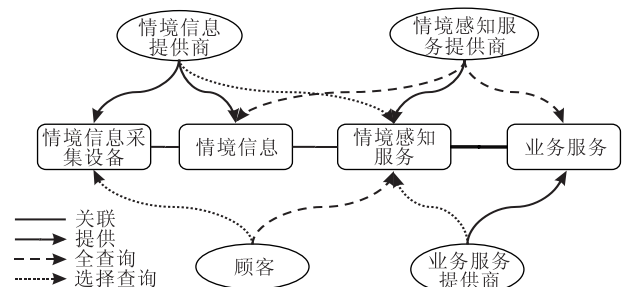 情境信息
提供商
情境感知服
务提供商
情境信息采
集设备
情境信息
情境感知
服务
业务服务
关联
提供
全查询
选择查询
顾客
业务服务
提供商